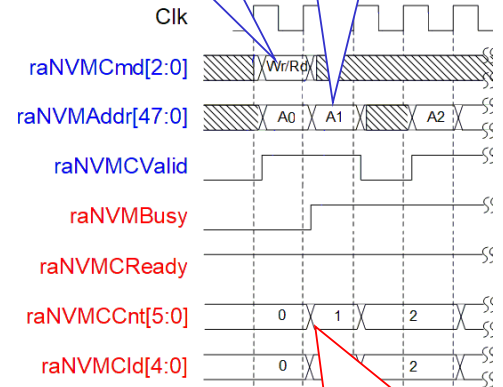 Clk
raNVMCmd[2:0] Wr/Rd
raNVMAddr[47:0] A0 A1 A2
raNVMCValid
raNVMBusy
raNVMCReady
raNVMCCnt[5:0] 0 1 2
raNVMCId[4:0] 0 2